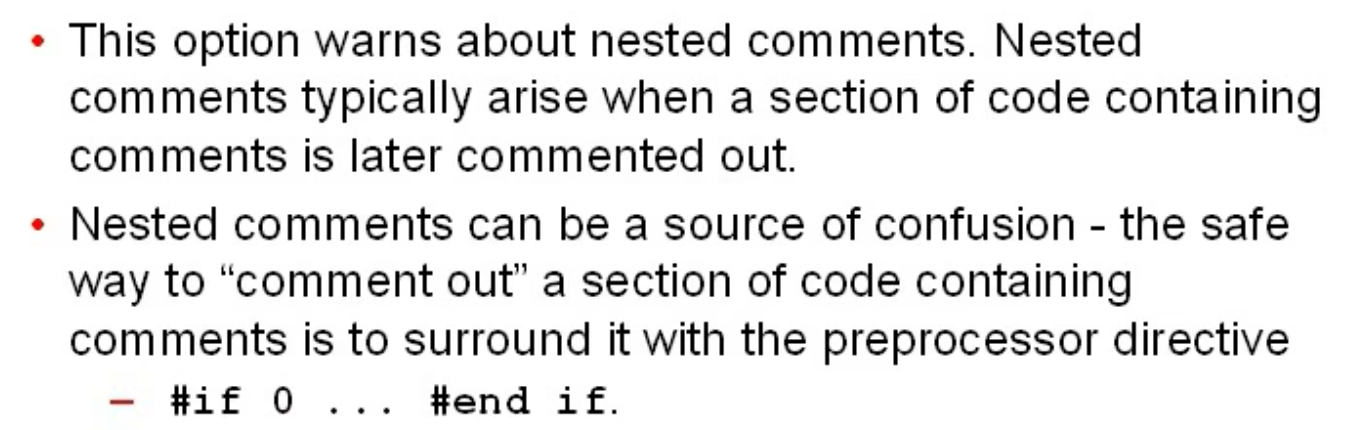 • This option warns about nested comments. Nested
comments typically arise when a section of code containing
comments is later commented out.
• Nested comments can be a source of confusion - the safe
way to “comment out” a section of code containing
comments is to surround it with the preprocessor directive
– #if 0 ... #end if.